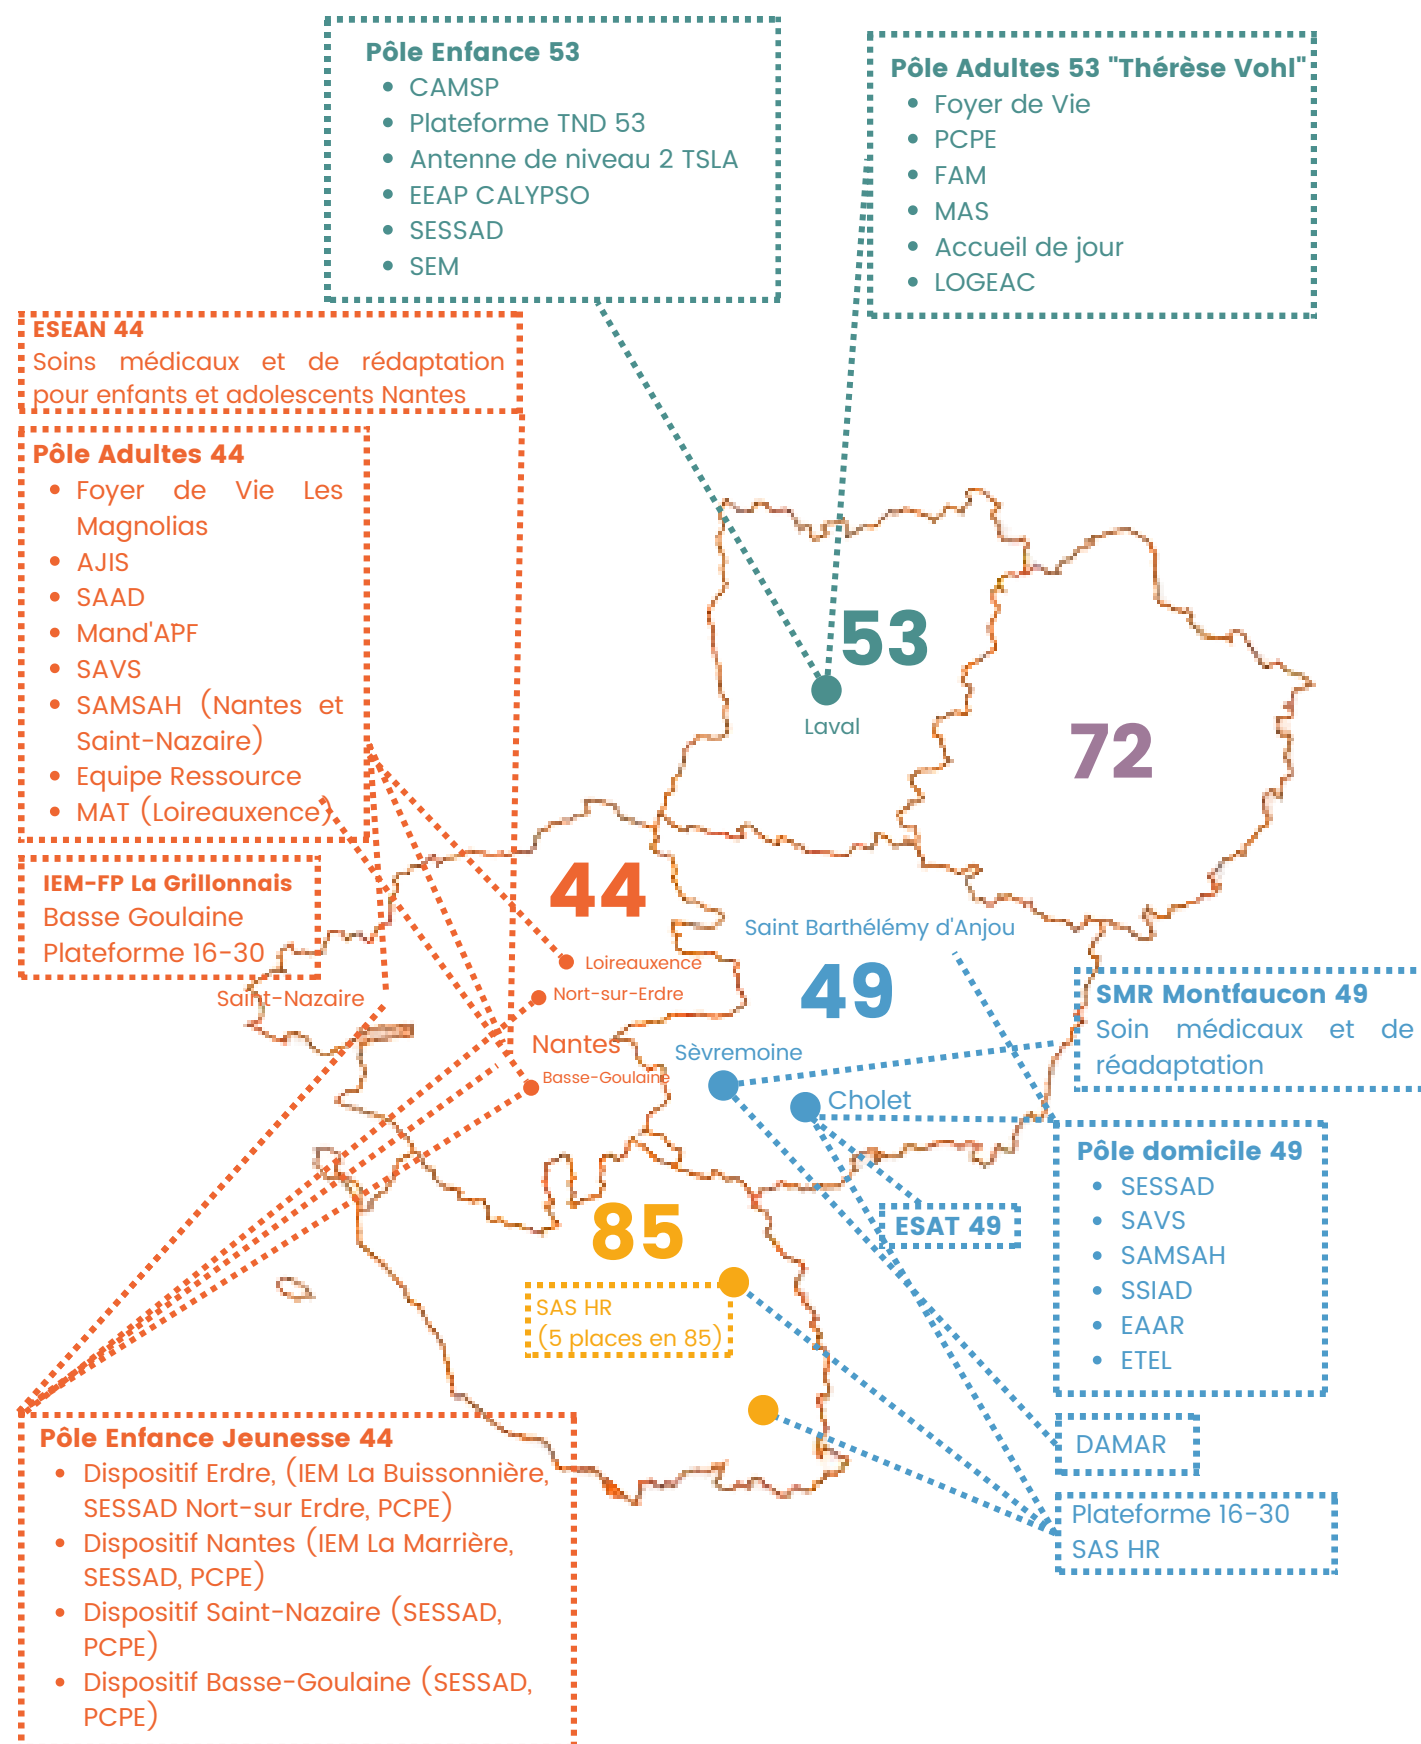 Pôle Enfance 53
CAMSP
Plateforme TND 53
Antenne de niveau 2 TSLA
EEAP CALYPSO
SESSAD
SEM
Pôle Adultes 53 "Thérèse Vohl"
Foyer de Vie
PCPE
FAM
MAS
Accueil de jour
LOGEAC
ESEAN 44
Soins médicaux et de rédaptation
pour enfants et adolescents Nantes
Pôle Adultes 44
Foyer de Vie Les
Magnolias
AJIS
SAAD
Mand'APF
SAVS
SAMSAH (Nantes et
Saint-Nazaire)
Equipe Ressource
MAT (Loireauxence)
IEM-FP La Grillonnais
Basse Goulaine
Plateforme 16-30
53
Laval
72
44
Loireauxence
Nort-sur-Erdre
Saint-Nazaire
Nantes
Basse-Goulaine
Saint Barthélémy d'Anjou
49
Sèvremoine
Cholet
SMR Montfaucon 49
Soin médicaux et de
réadaptation
Pôle domicile 49
SESSAD
SAVS
SAMSAH
SSIAD
EAAR
ETEL
ESAT 49
85
SAS HR
(5 places en 85)
DAMAR
Plateforme 16-30
SAS HR
Pôle Enfance Jeunesse 44
Dispositif Erdre, (IEM La Buissonnière,
SESSAD Nort-sur Erdre, PCPE)
Dispositif Nantes (IEM La Marrière,
SESSAD, PCPE)
Dispositif Saint-Nazaire (SESSAD,
PCPE)
Dispositif Basse-Goulaine (SESSAD,
PCPE)